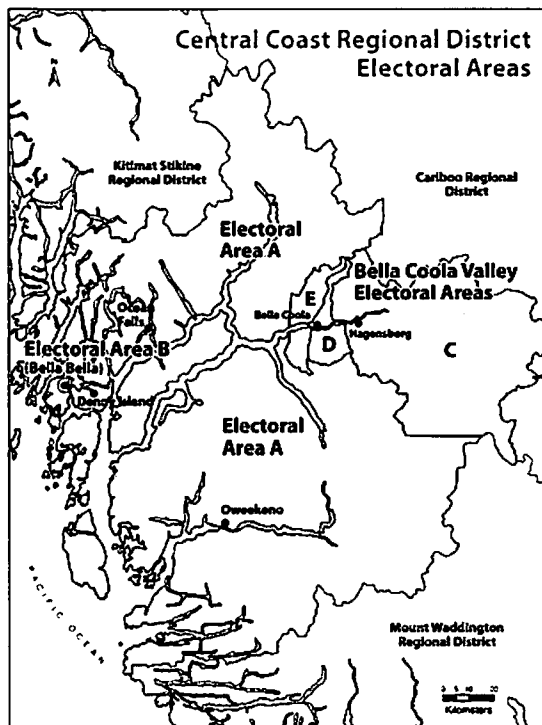 Central Coast Regional District
Electoral Areas
N
Kitimat Stikine
Regional District
Cariboo Regional
District
Electoral
Area A
Bella Coola Valley
Electoral Areas
E
Ocean
Falls
Bella Coola
Hagensborg
D
C
Electoral Area B
(Bella Bella)
Denny Island
Electoral
Area A
Oweekeno
PACIFIC OCEAN
Mount Waddington
Regional District
Kilometers